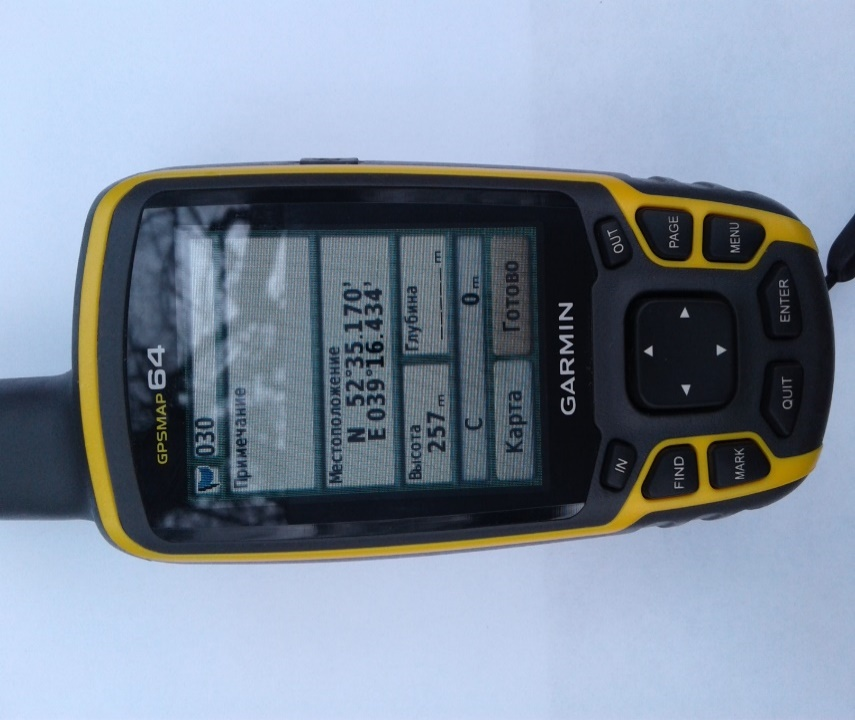 GPSMAP 64
030
Примечание
Местоположение
N 52°35.170'
E 039°16.434'
Высота
257 m
Глубина
_____ m
С 0 m
Карта
Готово
GARMIN
IN
OUT
FIND
PAGE
MARK
MENU
QUIT
ENTER